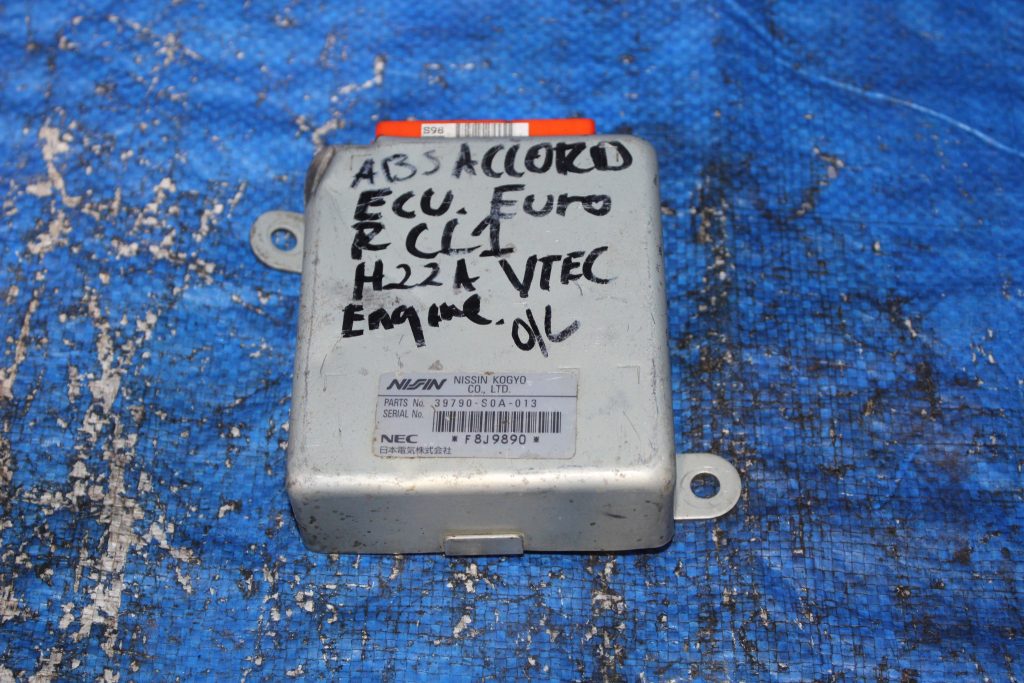 S96
ABS ACCORD
ECU. Euro
R CL1
H22A VTEC
Engine. O/L
NISSIN NISSIN KOGYO
CO., LTD.
PARTS No. 39790-S0A-013
SERIAL No.
NEC * F8J9890 *
日本電気株式会社